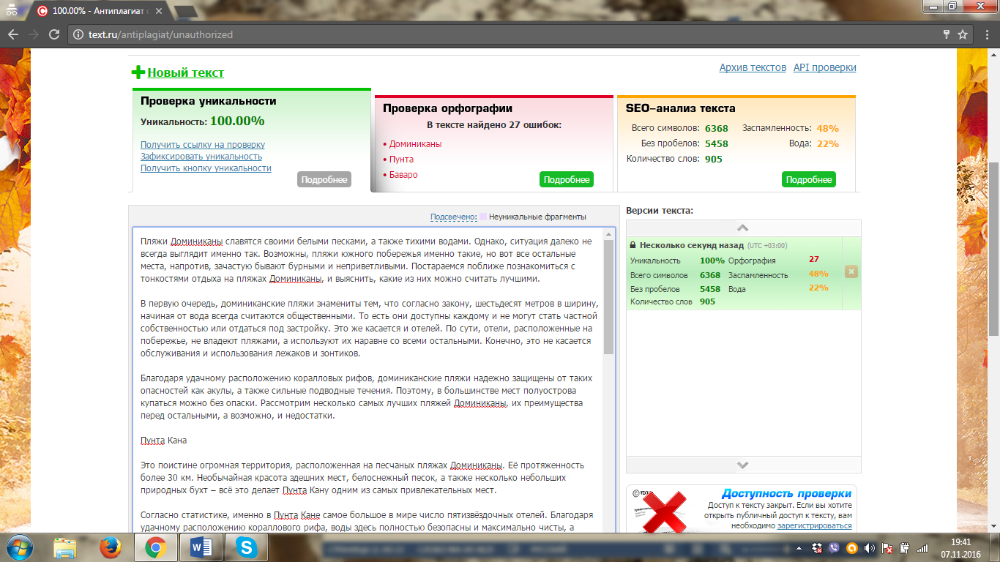 100.00% - Антиплагиат о
text.ru/antiplagiat/unauthorized
Новый текст
Архив текстов API проверки
Проверка уникальности
Уникальность: 100.00%
Получить ссылку на проверку
Зафиксировать уникальность
Получить кнопку уникальности
Подробнее
Проверка орфографии
В тексте найдено 27 ошибок:
• Доминиканы
• Пунта
• Баваро
Подробнее
SEO–анализ текста
Всего символов: 6368 Заспамленность: 48%
Без пробелов: 5458 Вода: 22%
Количество слов: 905
Подробнее
Подсвечено: Неуникальные фрагменты
Пляжи Доминиканы славятся своими белыми песками, а также тихими водами. Однако, ситуация далеко не
всегда выглядит именно так. Возможны, пляжи южного побережья именно такие, но вот все остальные
места, напротив, зачастую бывают бурными и неприветливыми. Постараемся поближе познакомиться с
тонкостями отдыха на пляжах Доминиканы, и выяснить, какие из них можно считать лучшими.
В первую очередь, доминиканские пляжи знамениты тем, что согласно закону, шестьдесят метров в ширину,
начиная от вода всегда считаются общественными. То есть они доступны каждому и не могут стать частной
собственностью или отдаться под застройку. Это же касается и отелей. По сути, отели, расположенные на
побережье, не владеют пляжами, а используют их наравне со всеми остальными. Конечно, это не касается
обслуживания и использования лежаков и зонтиков.
Благодаря удачному расположению коралловых рифов, доминиканские пляжи надежно защищены от таких
опасностей как акулы, а также сильные подводные течения. Поэтому, в большинстве мест полуострова
купаться можно без опаски. Рассмотрим несколько самых лучших пляжей Доминиканы, их преимущества
перед остальными, а возможно, и недостатки.
Пунта Кана
Это поистине огромная территория, расположенная на песчаных пляжах Доминиканы. Её протяженность
более 30 км. Необычайная красота здешних мест, белоснежный песок, а также несколько небольших
природных бухт – всё это делает Пунта Кану одним из самых привлекательных мест.
Согласно статистике, именно в Пунта Кане самое большое в мире число пятизвёздочных отелей. Благодаря
удачному расположению кораллового рифа, воды здесь полностью безопасны и максимально чисты, а
Версии текста:
Несколько секунд назад (UTC +03:00)
Уникальность 100% Орфография 27
Всего символов 6368 Заспамленность 48%
Без пробелов 5458 Вода 22%
Количество слов 905
Доступность проверки
Доступ к тексту закрыт. Если вы хотите
открыть публичный доступ к тексту, вам
необходимо зарегистрироваться
19:41
07.11.2016